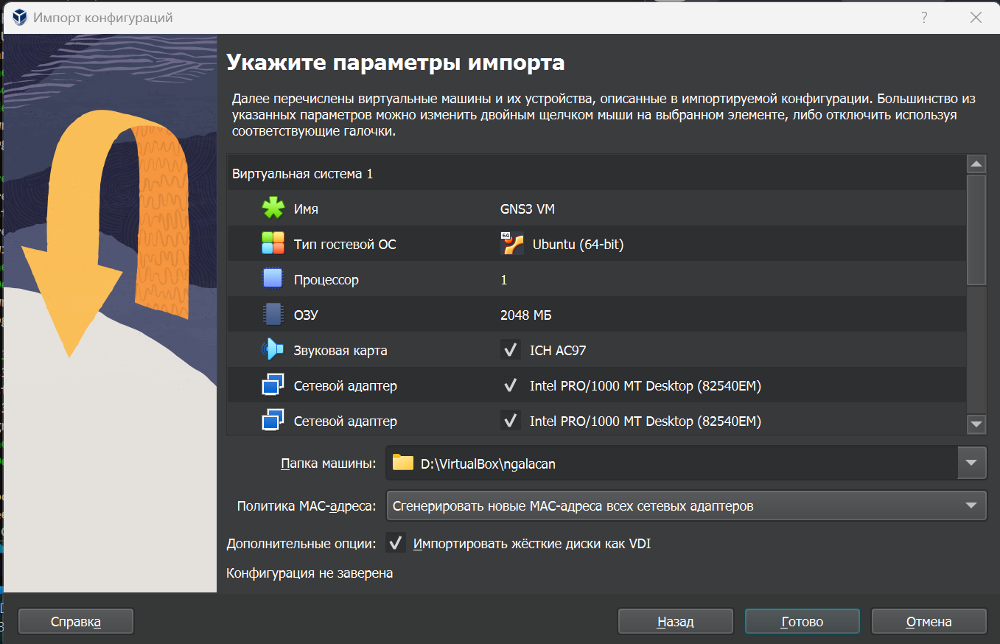 Импорт конфигураций
?
Укажите параметры импорта
Далее перечислены виртуальные машины и их устройства, описанные в импортируемой конфигурации. Большинство из
указанных параметров можно изменить двойным щелчком мыши на выбранном элементе, либо отключить используя
соответствующие галочки.
Виртуальная система 1
Имя GNS3 VM
Тип гостевой ОС 64 Ubuntu (64-bit)
Процессор 1
ОЗУ 2048 МБ
Звуковая карта ICH AC97
Сетевой адаптер Intel PRO/1000 MT Desktop (82540EM)
Сетевой адаптер Intel PRO/1000 MT Desktop (82540EM)
Папка машины: D:\VirtualBox\ngalacan
Политика MAC-адреса: Сгенерировать новые MAC-адреса всех сетевых адаптеров
Дополнительные опции: Импортировать жёсткие диски как VDI
Конфигурация не заверена
Справка Назад Готово Отмена